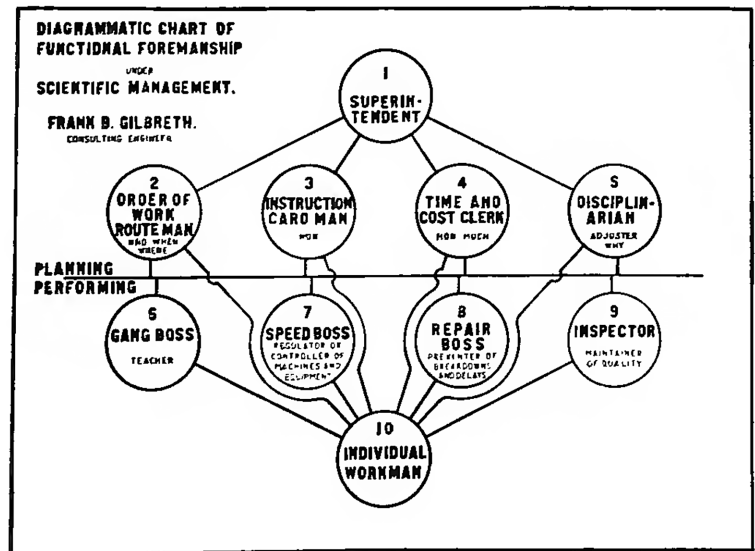 DIAGRAMMATIC CHART OF
FUNCTIONAL FOREMANSHIP
UNDER
SCIENTIFIC MANAGEMENT.
FRANK B. GILBRETH.
CONSULTING ENGINEER
1
SUPERIN-
TENDENT
2
ORDER OF
WORK
ROUTE MAN
WHO WHEN
WHERE
3
INSTRUCTION
CARD MAN
HOW
4
TIME AND
COST CLERK
HOW MUCH
5
DISCIPLIN-
ARIAN
ADJUSTER
WHY
PLANNING
PERFORMING
6
GANG BOSS
TEACHER
7
SPEED BOSS
REGULATOR OR
CONTROLLER OF
MACHINES AND
EQUIPMENT
8
REPAIR
BOSS
PREVENTER OF
BREAKDOWNS
AND DELAYS
9
INSPECTOR
MAINTAINER
OF QUALITY
10
INDIVIDUAL
WORKMAN